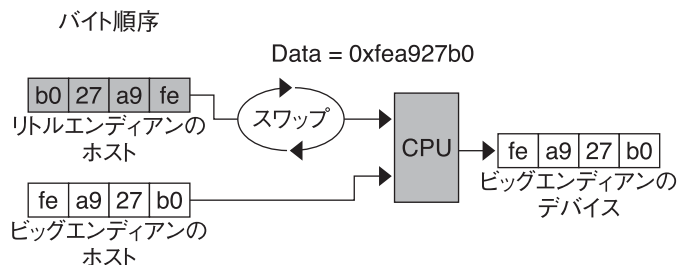 バイト順序
Data = 0xfea927b0
b0 27 a9 fe
リトルエンディアンの
ホスト
スワップ
CPU
fe a9 27 b0
ビッグエンディアンの
デバイス
fe a9 27 b0
ビッグエンディアンの
ホスト